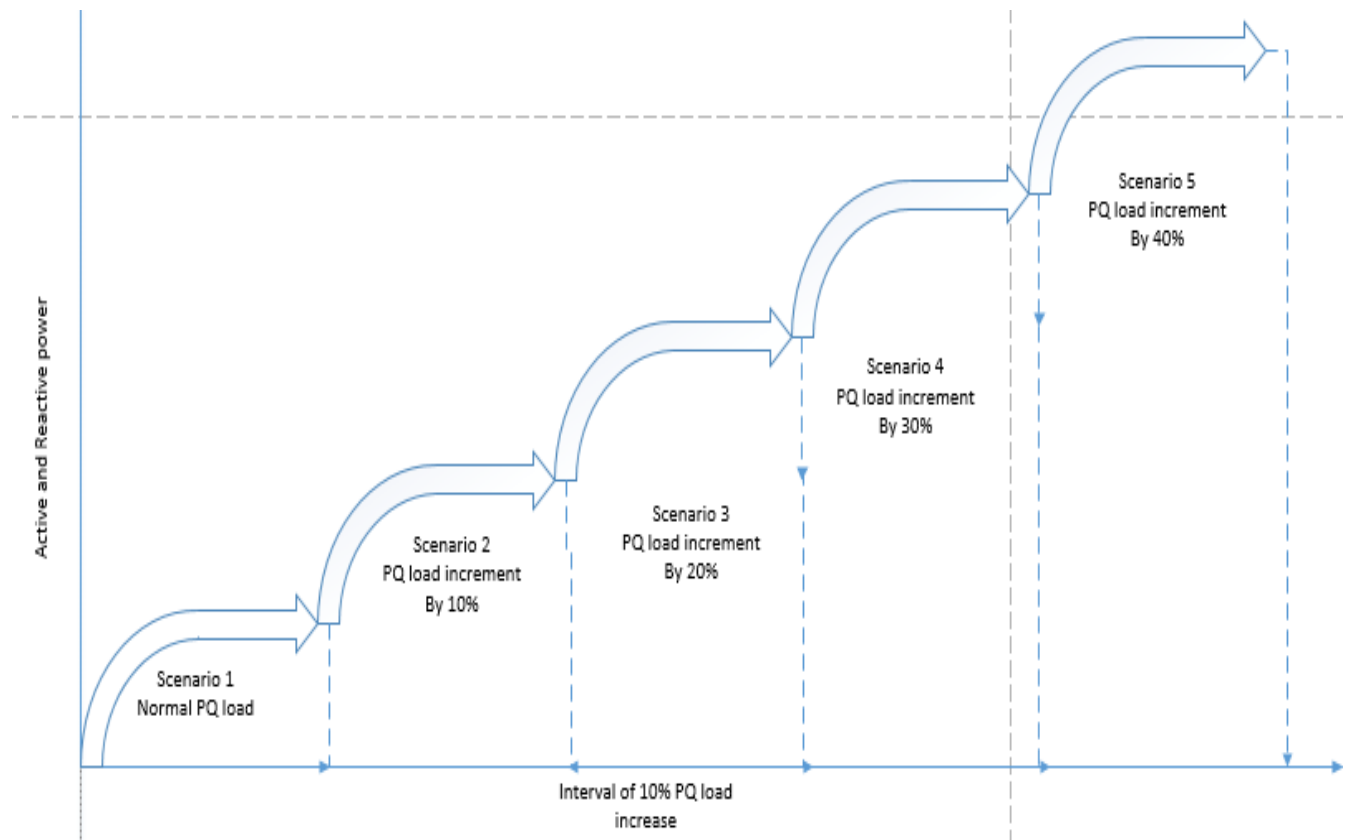 Active and Reactive power
Scenario 1
Normal PQ load
Scenario 2
PQ load increment
By 10%
Scenario 3
PQ load increment
By 20%
Scenario 4
PQ load increment
By 30%
Scenario 5
PQ load increment
By 40%
Interval of 10% PQ load
increase